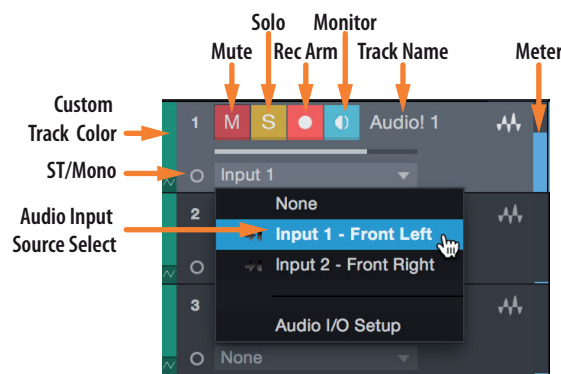 Solo
Monitor
Mute
Rec Arm
Track Name
Meter
Custom
Track Color
1
M
S
Audio! 1
ST/Mono
Input 1
None
Audio Input
Source Select
2
Input 1 - Front Left
Input 2 - Front Right
3
Audio I/O Setup
None